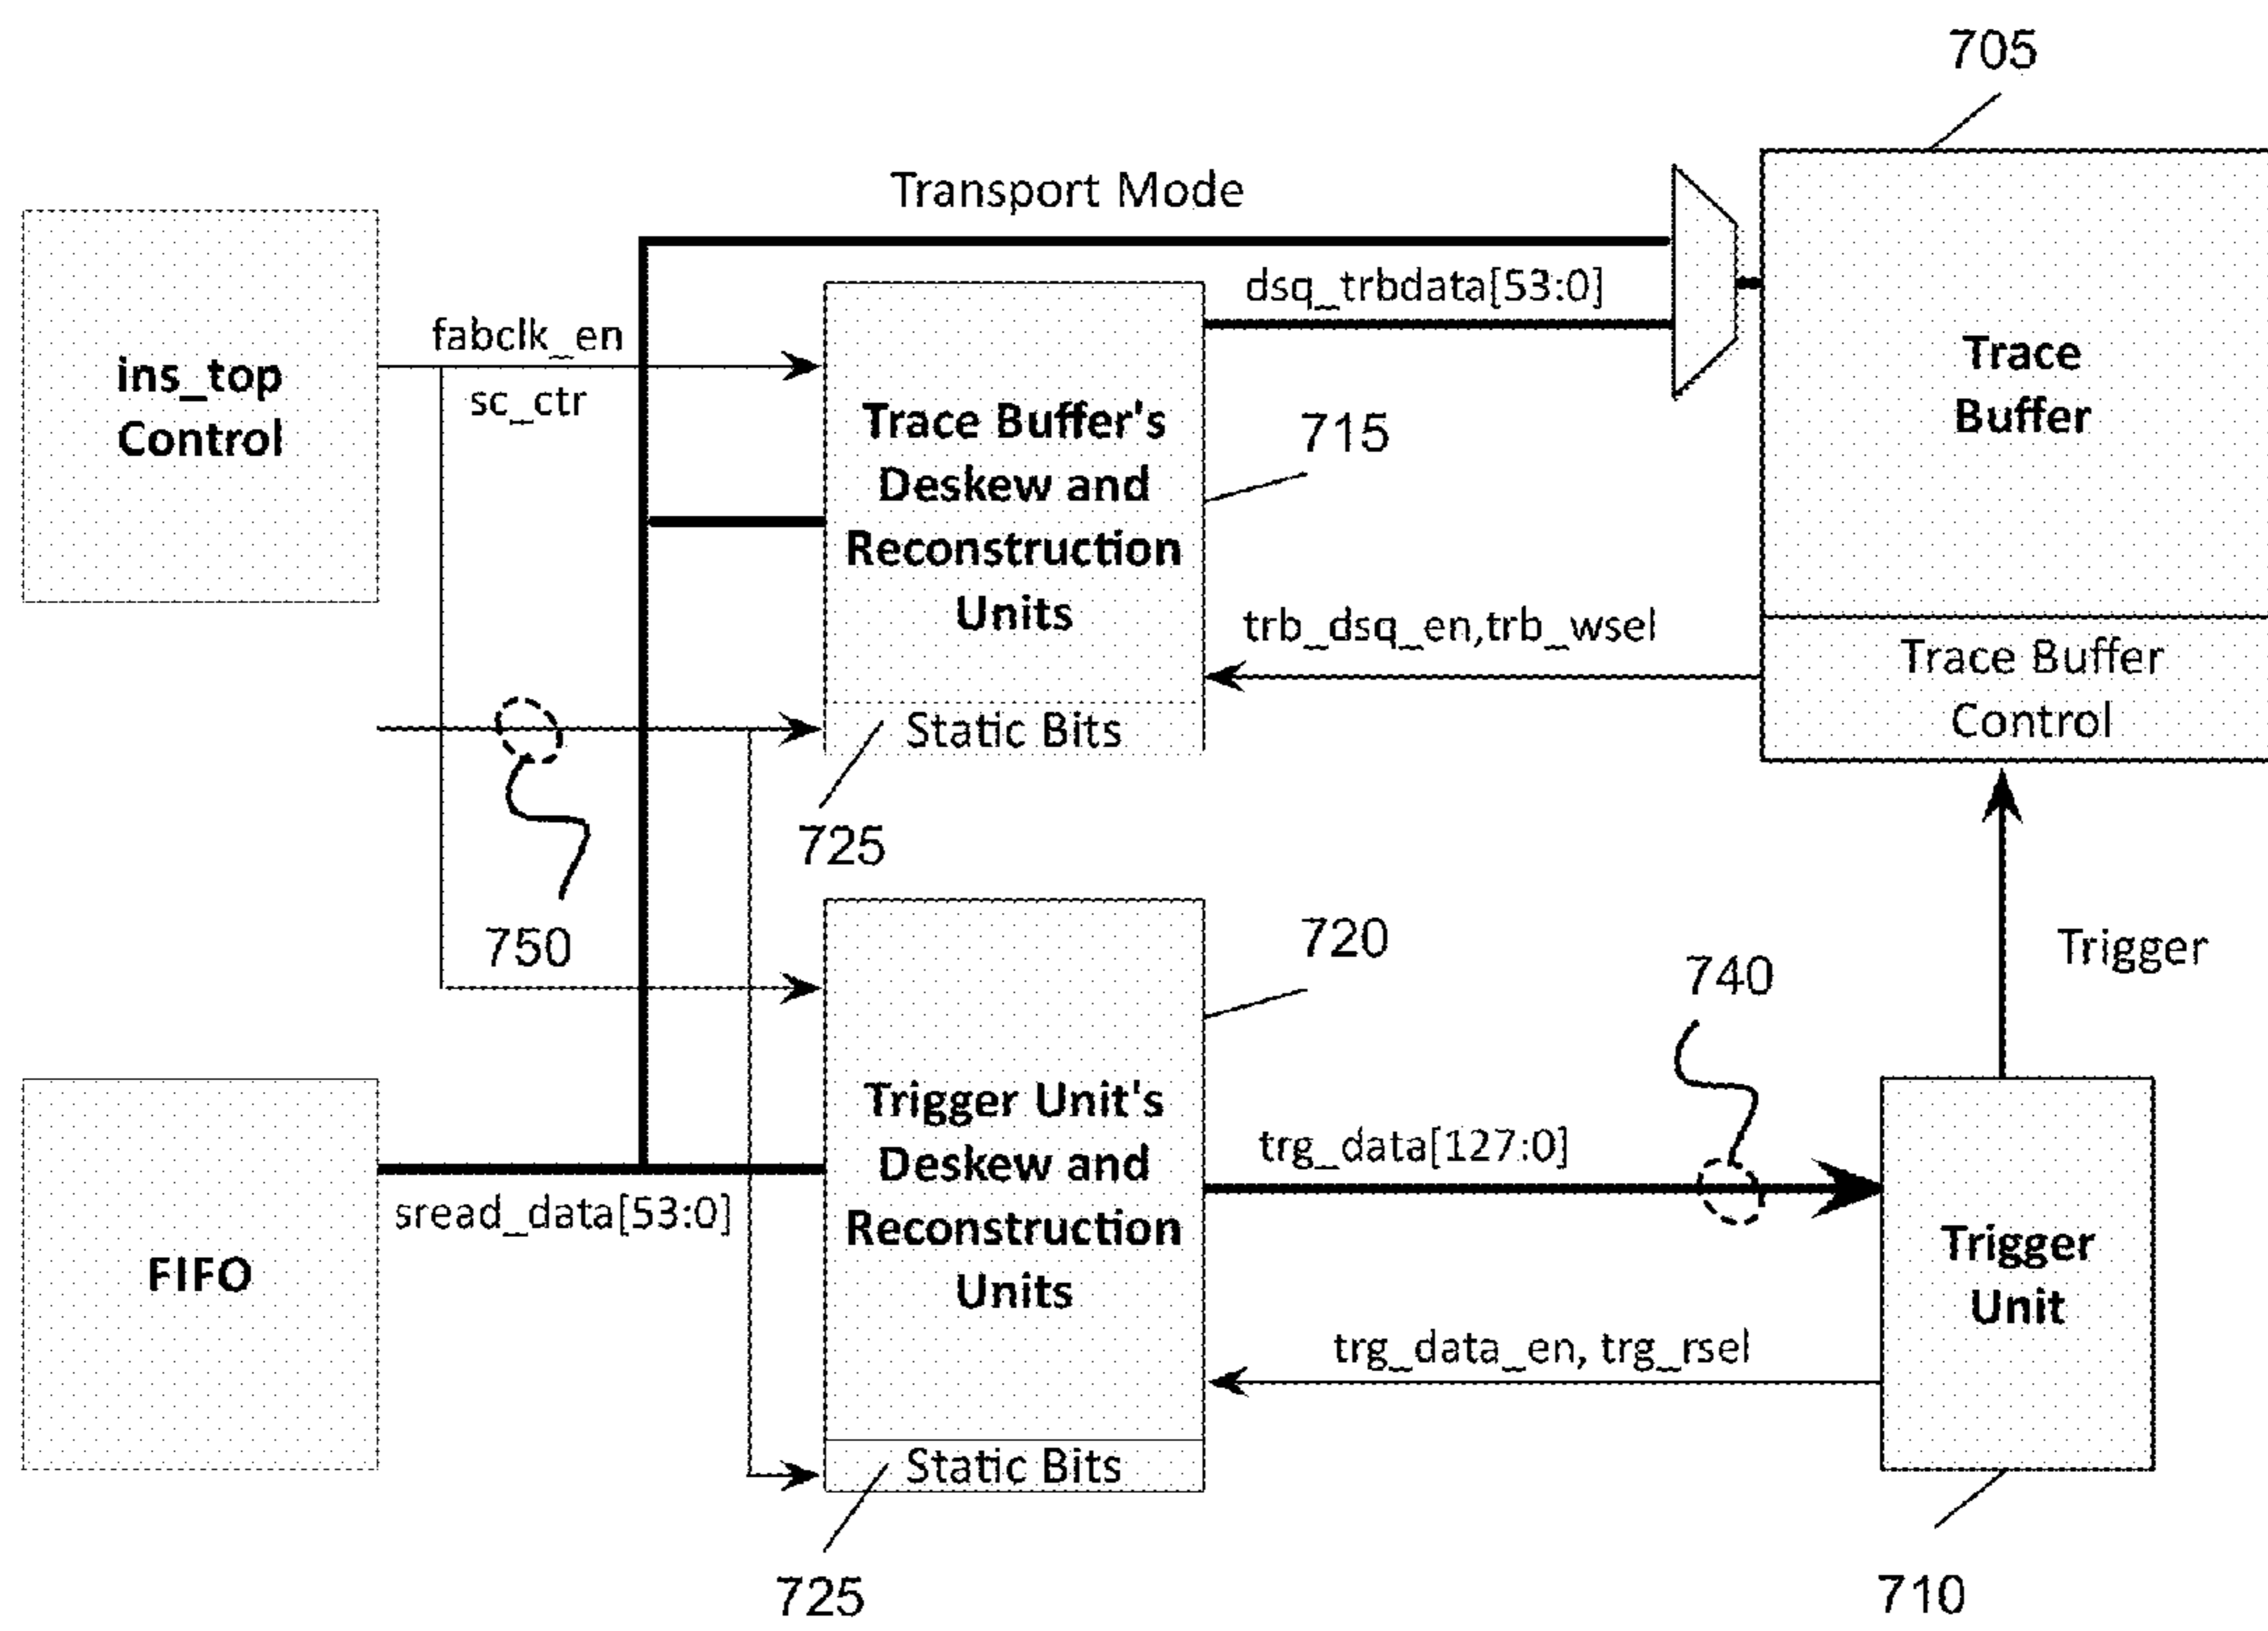 705
Transport Mode
dsq_trbdata[53:0]
fabclk_en
sc_ctr
ins_top
Control
Trace Buffer's
Deskew and
Reconstruction
Units
Static Bits
715
Trace
Buffer
trb_dsq_en,trb_wsel
Trace Buffer
Control
725
750
720
740
Trigger
FIFO
sread_data[53:0]
Trigger Unit's
Deskew and
Reconstruction
Units
Static Bits
trg_data[127:0]
trg_data_en, trg_rsel
Trigger
Unit
725
710